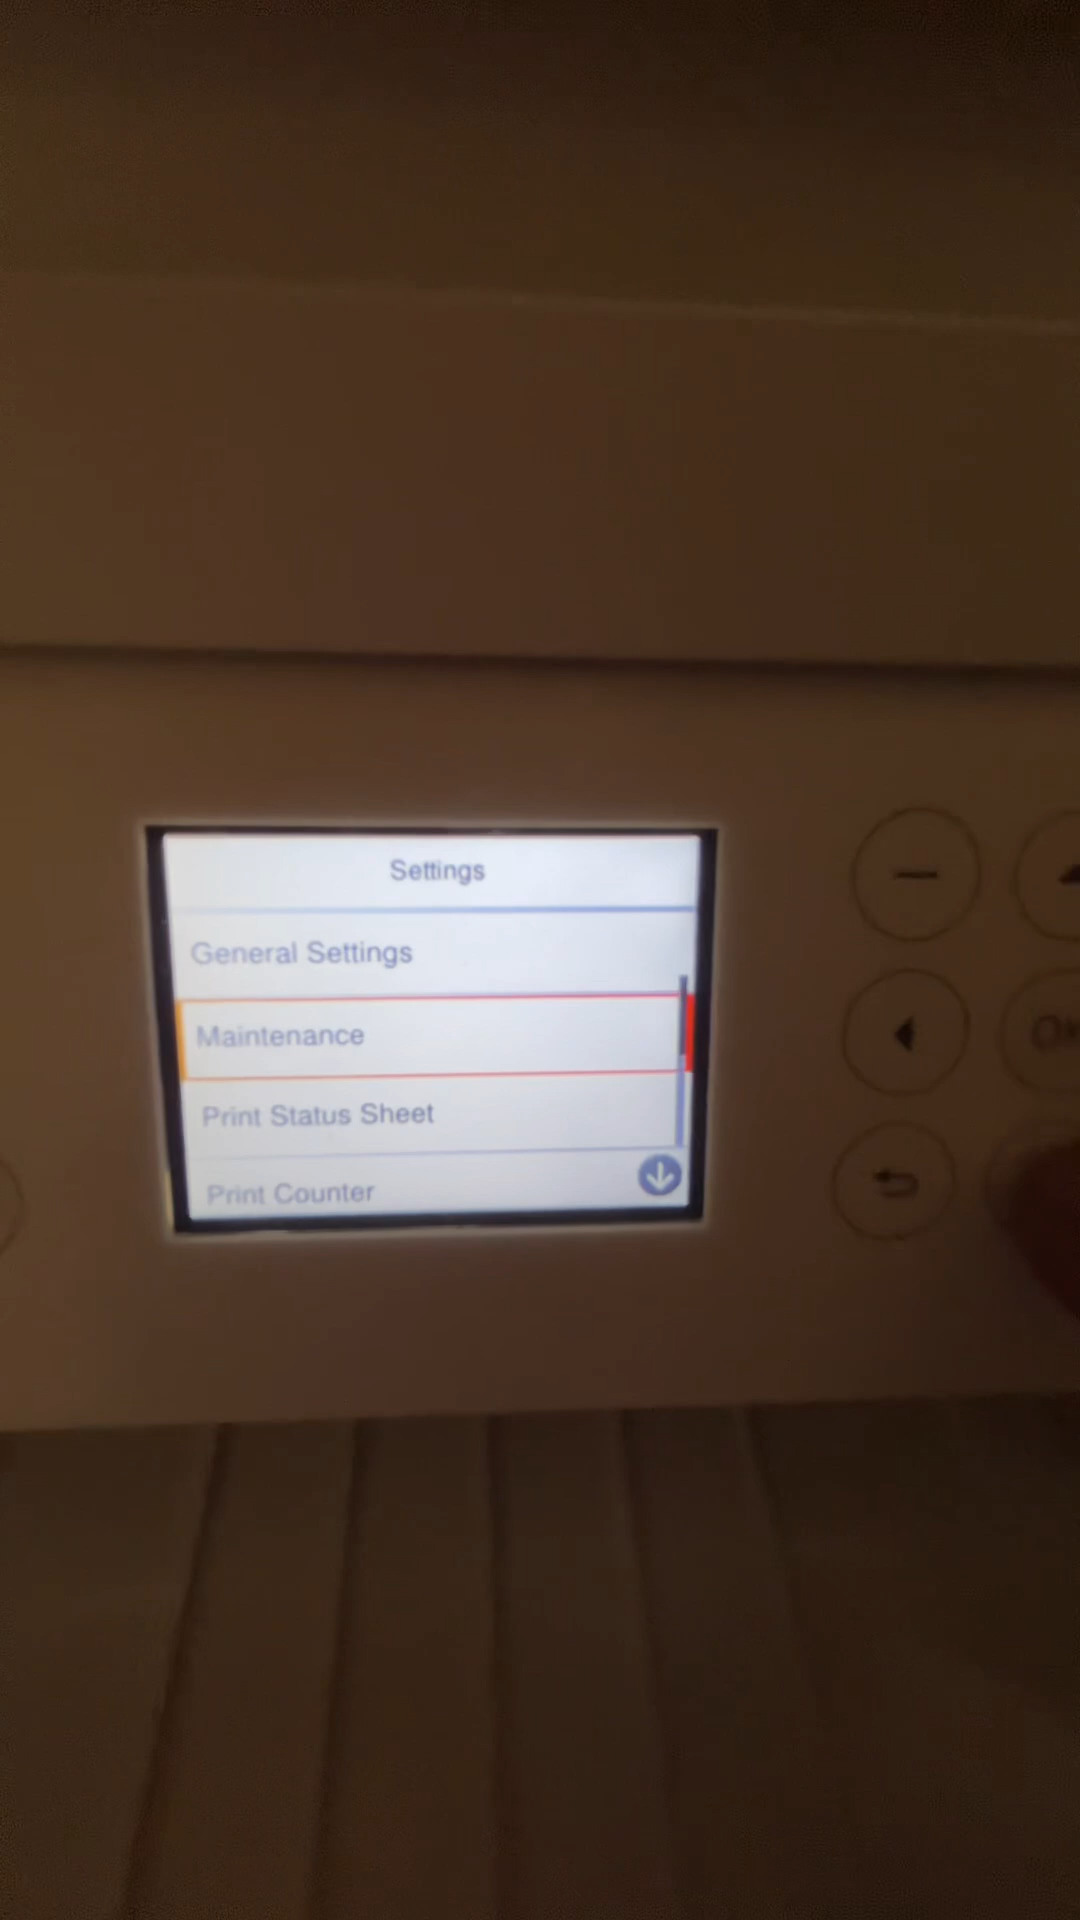 Settings
General Settings
Maintenance
Print Status Sheet
Print Counter